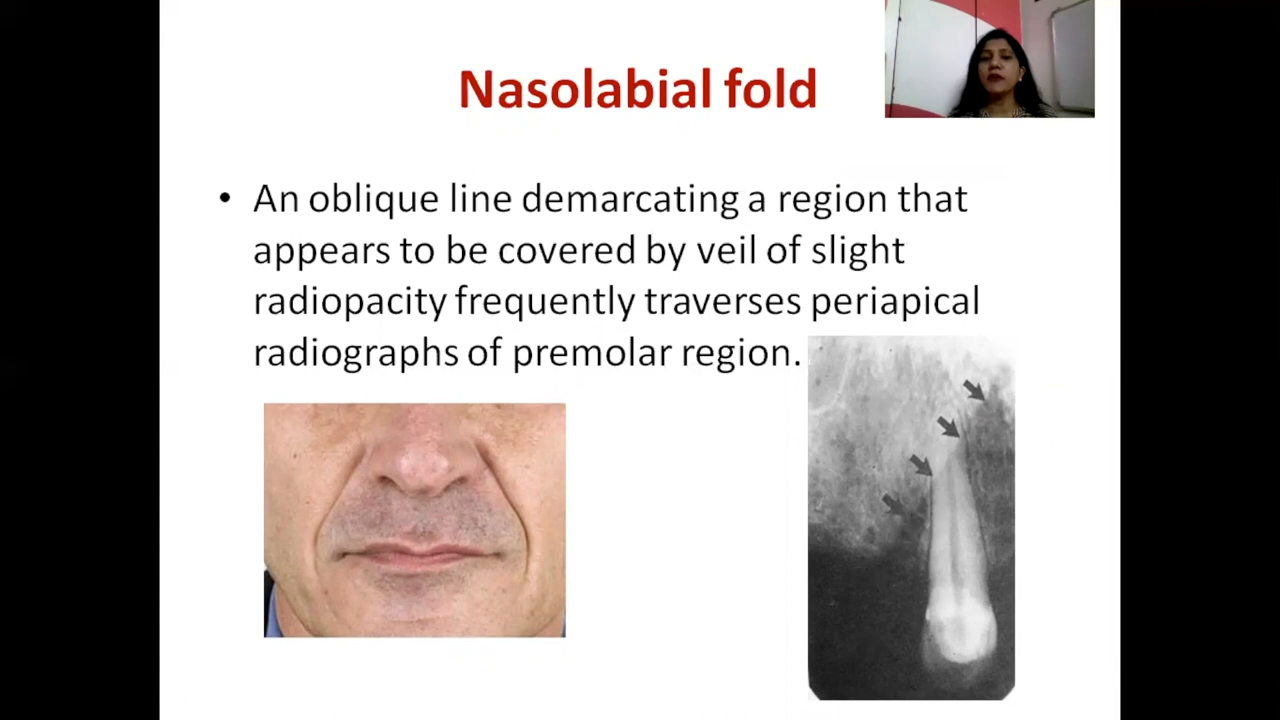 Nasolabial fold
• An oblique line demarcating a region that
appears to be covered by veil of slight
radiopacity frequently traverses periapical
radiographs of premolar region.